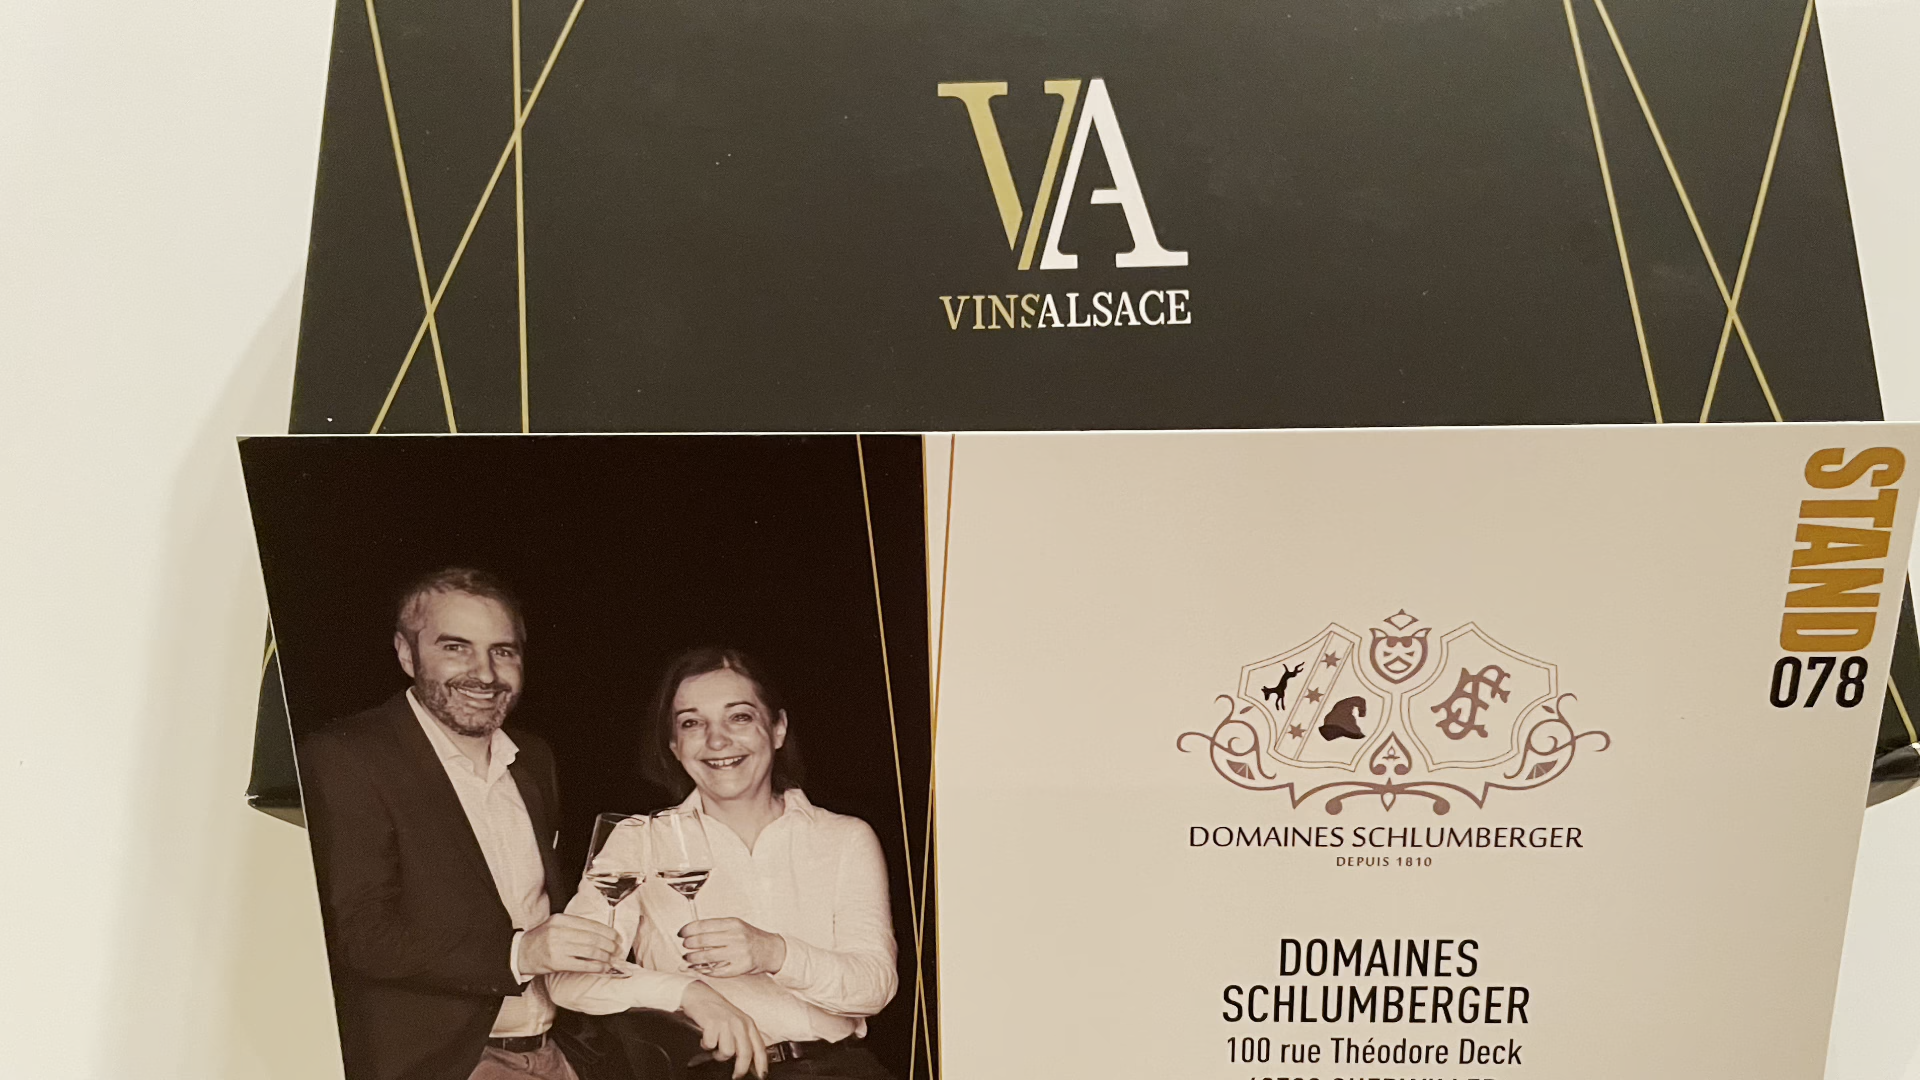 VA
VINSALSACE
STAND
078
DOMAINES SCHLUMBERGER
DEPUIS 1810
DOMAINES
SCHLUMBERGER
100 rue Théodore Deck